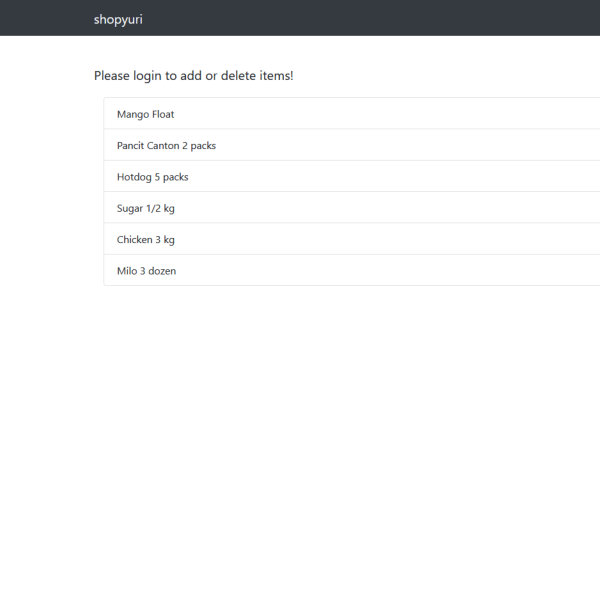 shopyuri
Please login to add or delete items!
Mango Float
Pancit Canton 2 packs
Hotdog 5 packs
Sugar 1/2 kg
Chicken 3 kg
Milo 3 dozen